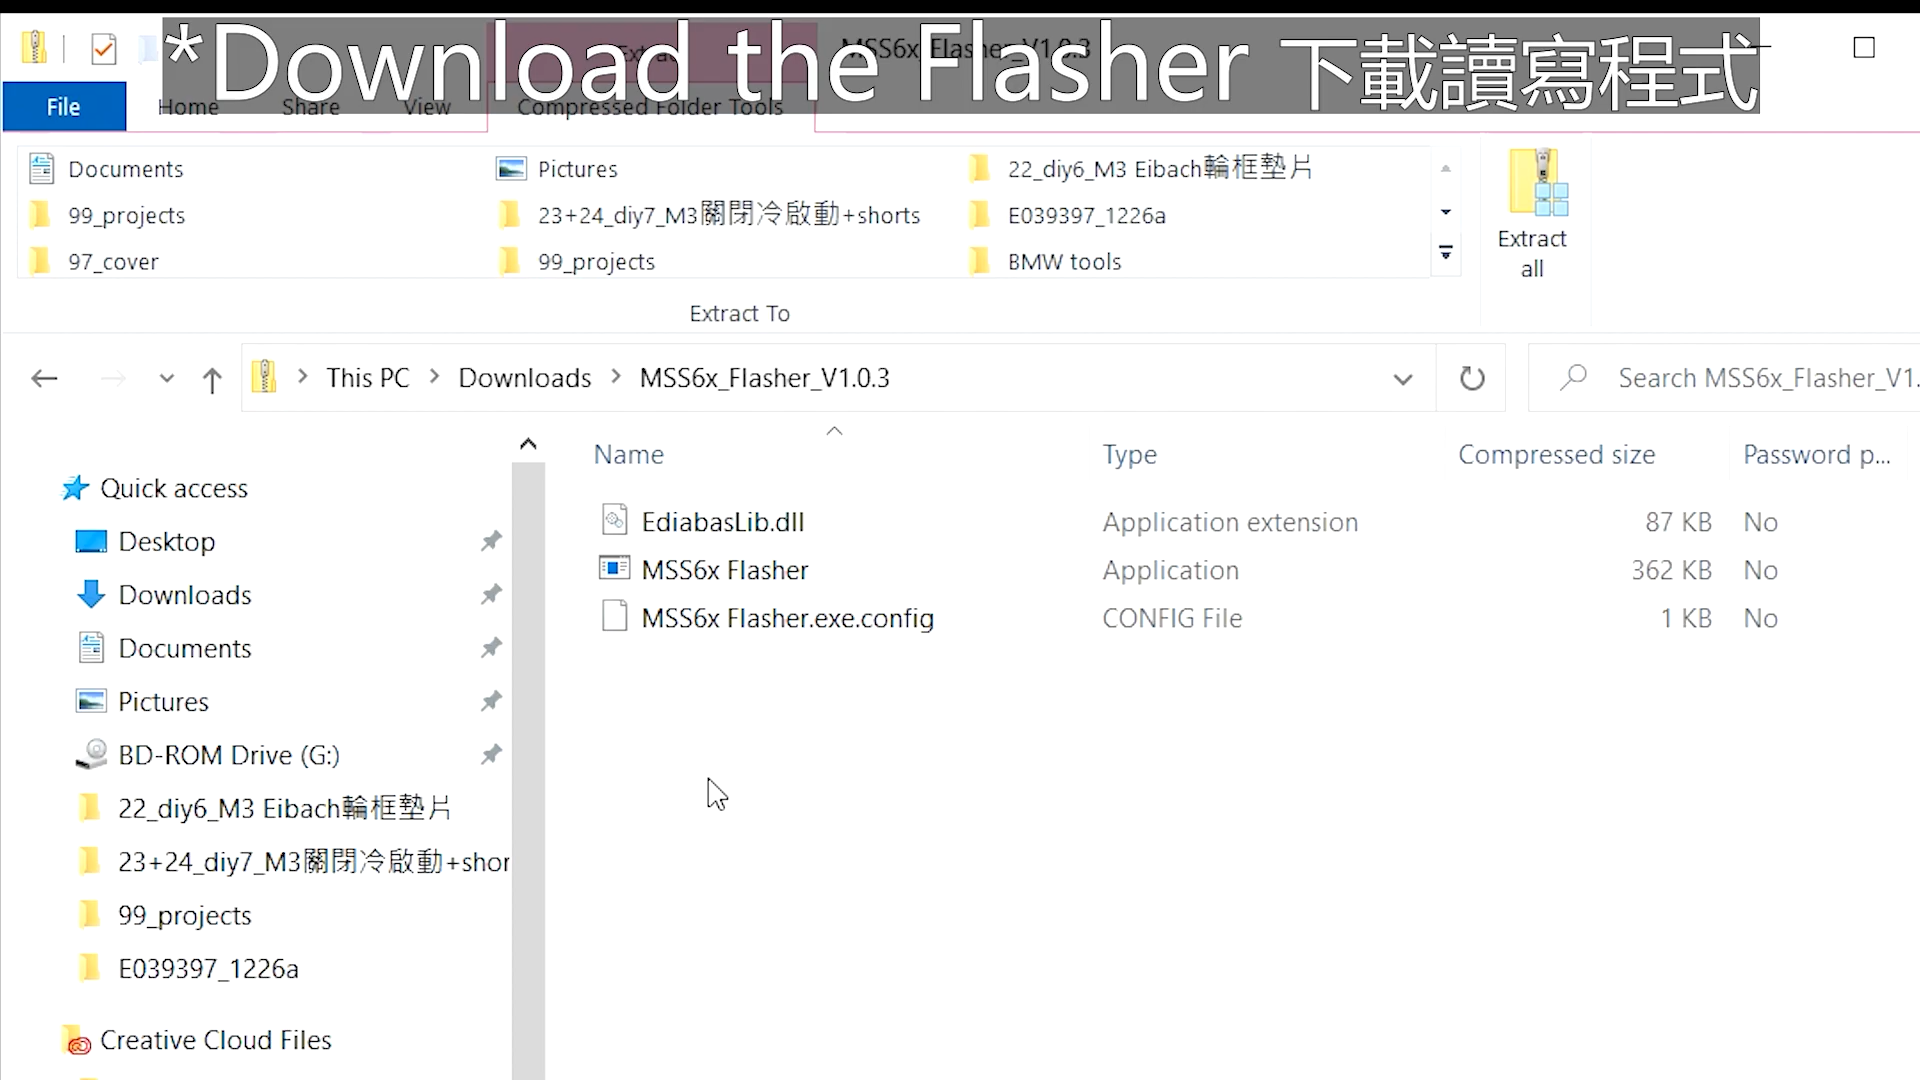 *Download the Flasher 下載讀寫程式
MSS6x_Flasher_V1.0.3
File Home Share View Compressed Folder Tools
Documents Pictures 22_diy6_M3 Eibach輪框墊片
99_projects 23+24_diy7_M3關閉冷啟動+shorts E039397_1226a
97_cover 99_projects BMW tools
Extract
all
Extract To
This PC Downloads MSS6x_Flasher_V1.0.3 Search MSS6x_Flasher_V1.
Name Type Compressed size Password p...
EdiabasLib.dll Application extension 87 KB No
MSS6x Flasher Application 362 KB No
MSS6x Flasher.exe.config CONFIG File 1 KB No
Quick access
Desktop
Downloads
Documents
Pictures
BD-ROM Drive (G:)
22_diy6_M3 Eibach輪框墊片
23+24_diy7_M3關閉冷啟動+shor
99_projects
E039397_1226a
Creative Cloud Files